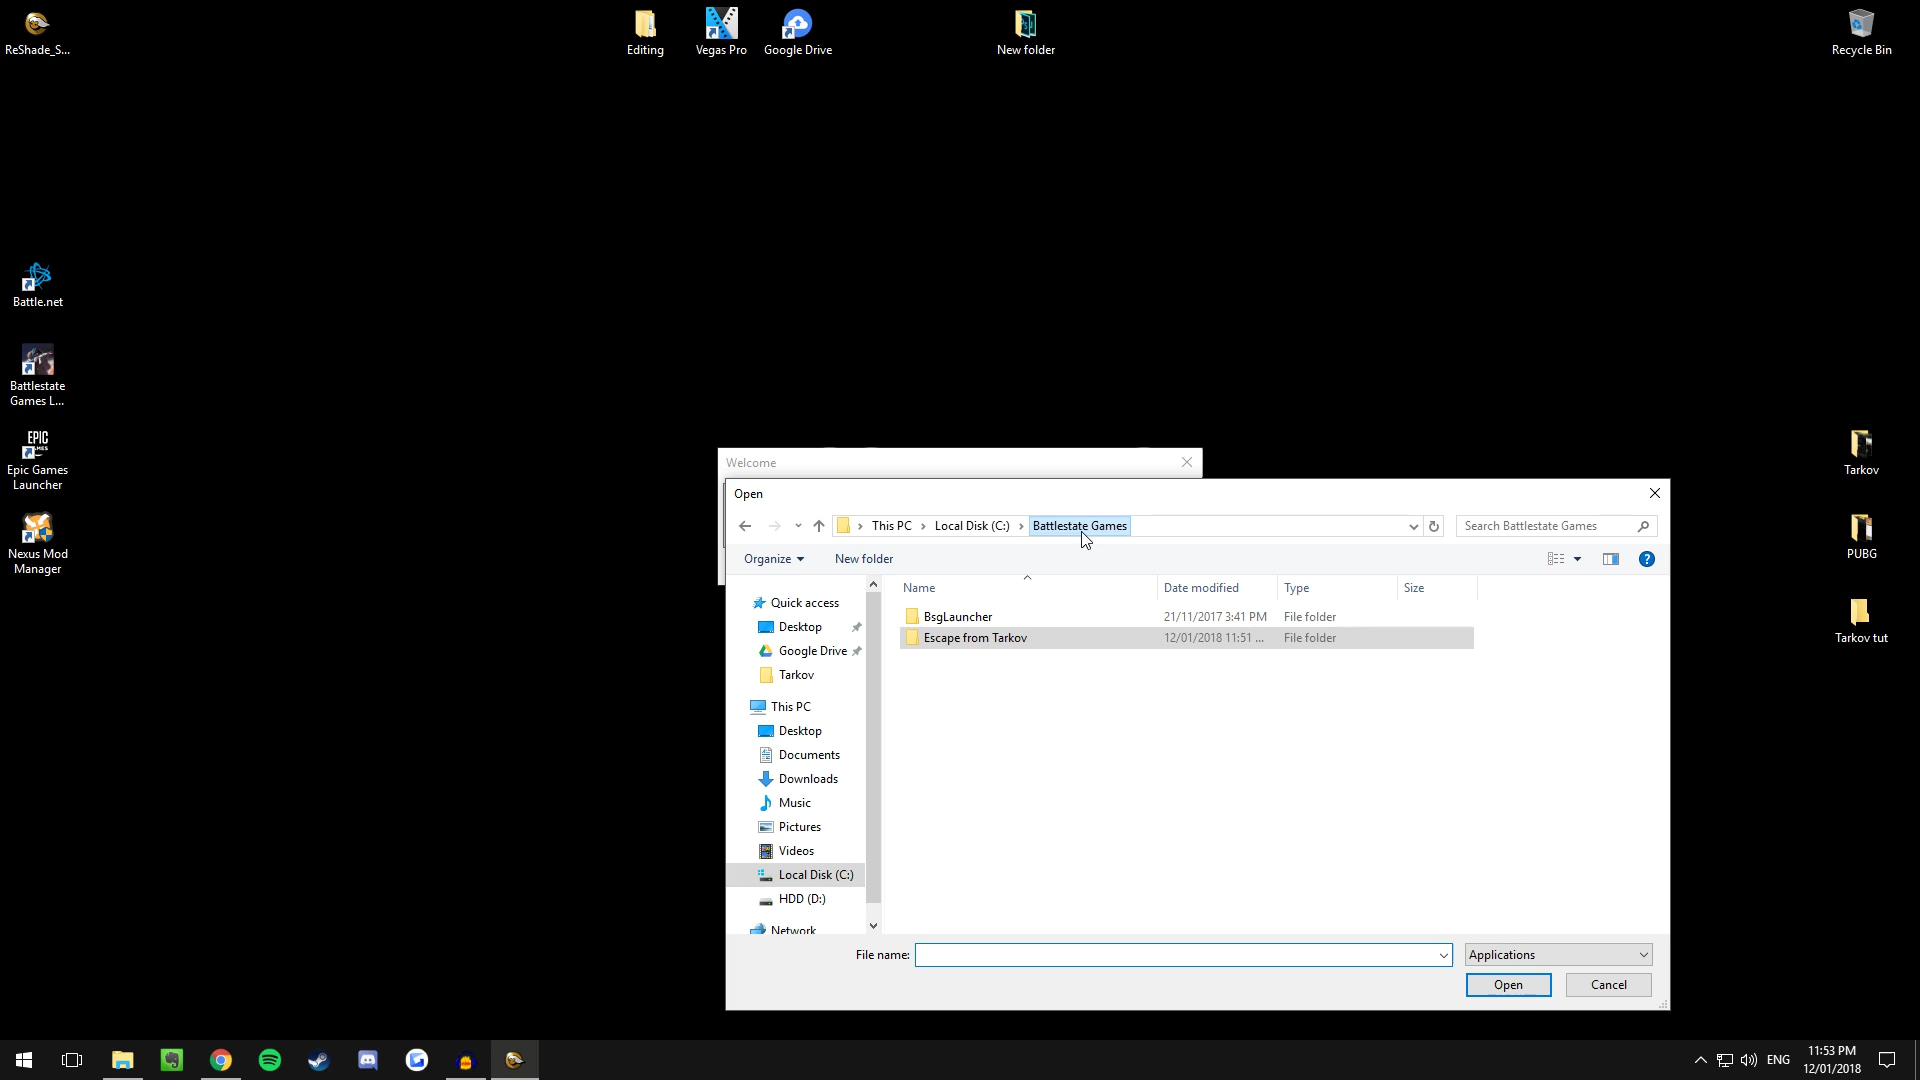 ReShade_S...
Editing
Vegas Pro
Google Drive
New folder
Recycle Bin
Battle.net
Battlestate
Games L...
EPIC
GAMES
Epic Games
Launcher
Nexus Mod
Manager
Tarkov
PUBG
Tarkov tut
Welcome
Open
This PC
Local Disk (C:)
Battlestate Games
Search Battlestate Games
Organize
New folder
?
Name
Date modified
Type
Size
Quick access
Desktop
Google Drive
Tarkov
This PC
Desktop
Documents
Downloads
Music
Pictures
Videos
Local Disk (C:)
HDD (D:)
Network
BsgLauncher 21/11/2017 3:41 PM File folder
Escape from Tarkov 12/01/2018 11:51 ... File folder
File name:
Applications
Open
Cancel
ENG
11:53 PM
12/01/2018